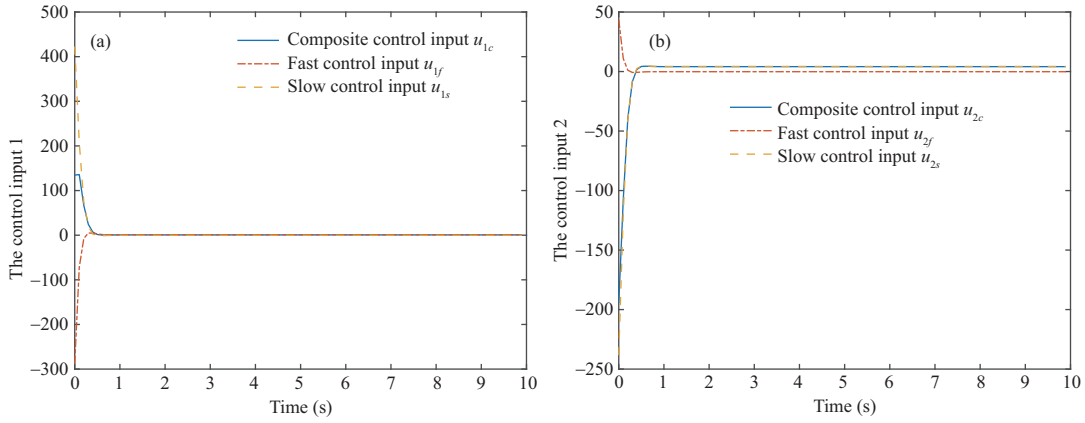 (a)
Composite control input u1c
Fast control input u1f
Slow control input u1s
The control input 1
500
400
300
200
100
0
−100
−200
−300
0 1 2 3 4 5 6 7 8 9 10
Time (s)
(b)
Composite control input u2c
Fast control input u2f
Slow control input u2s
The control input 2
50
0
−50
−100
−150
−200
−250
0 1 2 3 4 5 6 7 8 9 10
Time (s)